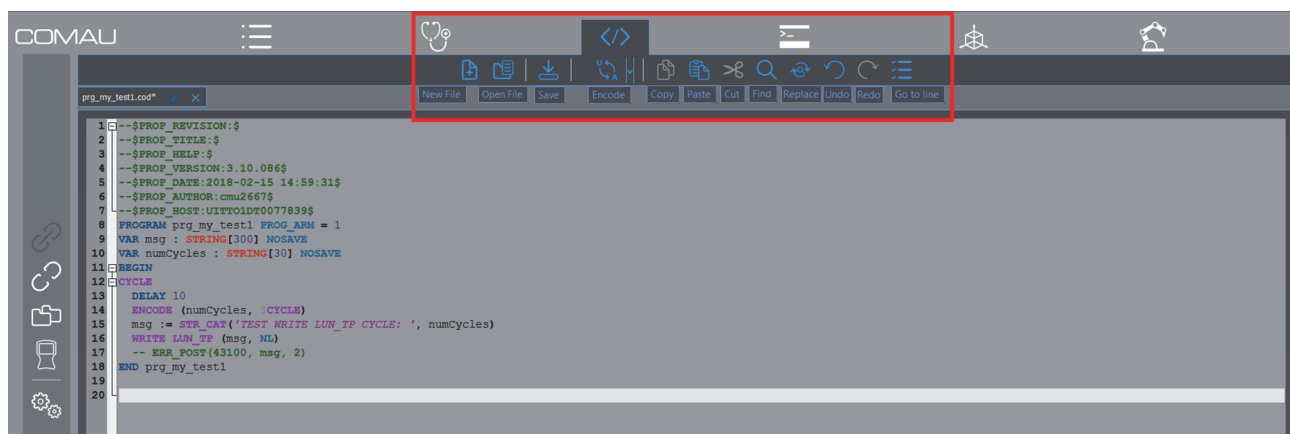 COMAU
New File Open File Save Encode Copy Paste Cut Find Replace Undo Redo Go to line
prg_my_test1.cod*
1 --$PROP_REVISION:$
2 --$PROP_TITLE:$
3 --$PROP_HELP:$
4 --$PROP_VERSION:3.10.086$
5 --$PROP_DATE:2018-02-15 14:59:31$
6 --$PROP_AUTHOR:cmu2667$
7 --$PROP_HOST:UITTO1DT0077839$
8 PROGRAM prg_my_test1 PROG_ARM = 1
9 VAR msg : STRING[300] NOSAVE
10 VAR numCycles : STRING[30] NOSAVE
11 BEGIN
12 CYCLE
13 DELAY 10
14 ENCODE (numCycles, $CYCLE)
15 msg := STR_CAT('TEST WRITE LUN_TP CYCLE: ', numCycles)
16 WRITE LUN_TP (msg, NL)
17 -- ERR_POST(43100, msg, 2)
18 END prg_my_test1
19
20